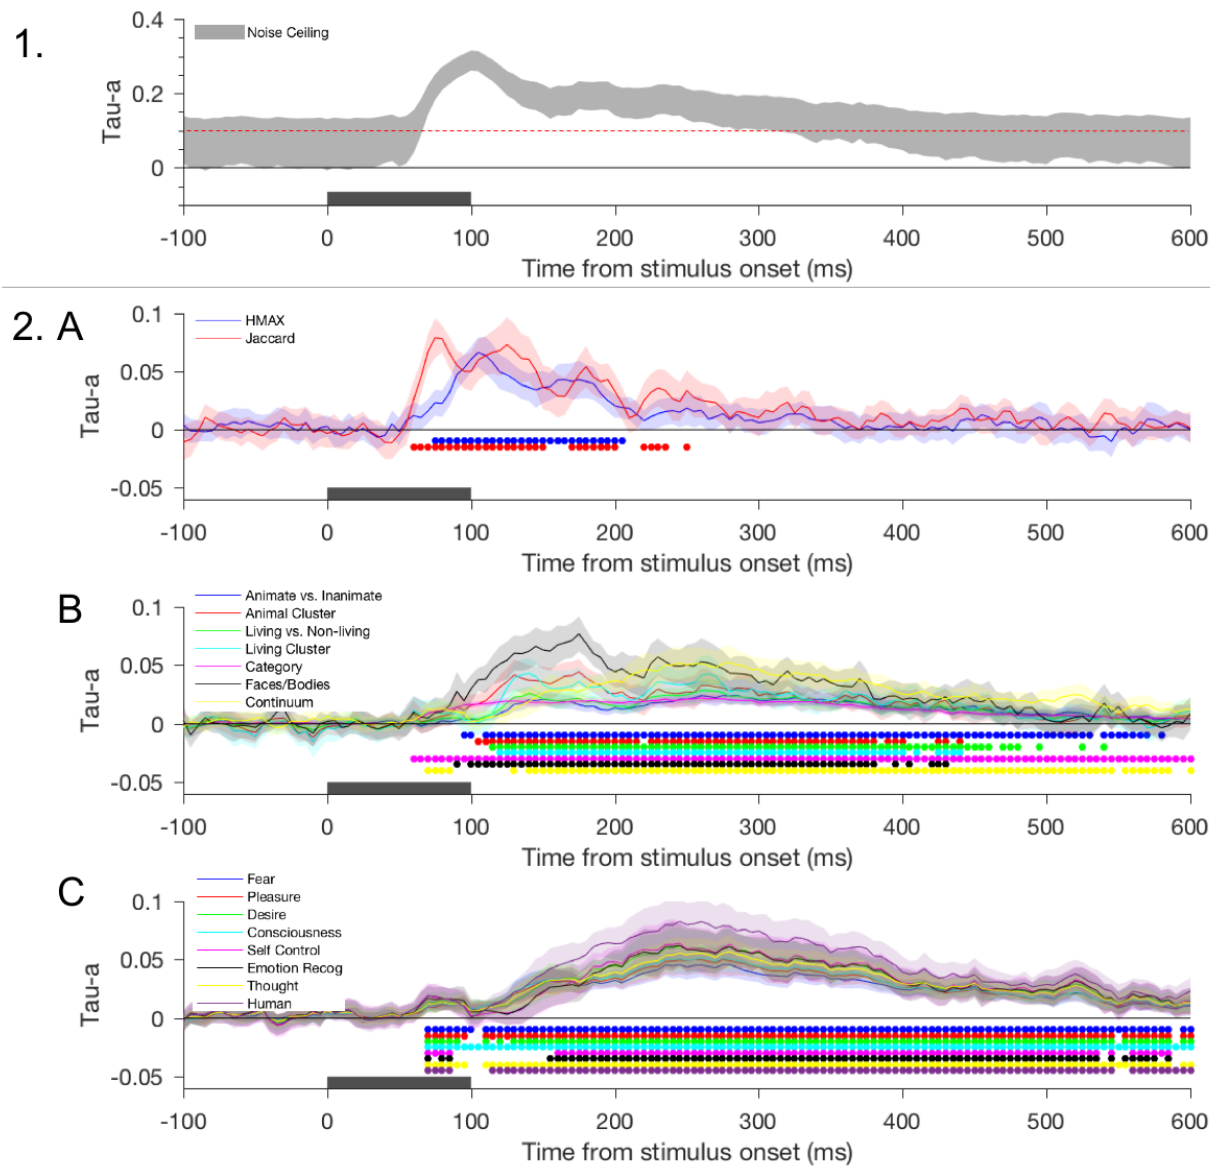 1.
Noise Ceiling
0.4
0.2
0
Tau-a
-100 0 100 200 300 400 500 600
Time from stimulus onset (ms)
2. A
HMAX
Jaccard
0.1
0.05
0
-0.05
Tau-a
-100 0 100 200 300 400 500 600
Time from stimulus onset (ms)
B
Animate vs. Inanimate
Animal Cluster
Living vs. Non-living
Living Cluster
Category
Faces/Bodies
Continuum
0.1
0.05
0
-0.05
Tau-a
-100 0 100 200 300 400 500 600
Time from stimulus onset (ms)
C
Fear
Pleasure
Desire
Consciousness
Self Control
Emotion Recog
Thought
Human
0.1
0.05
0
-0.05
Tau-a
-100 0 100 200 300 400 500 600
Time from stimulus onset (ms)